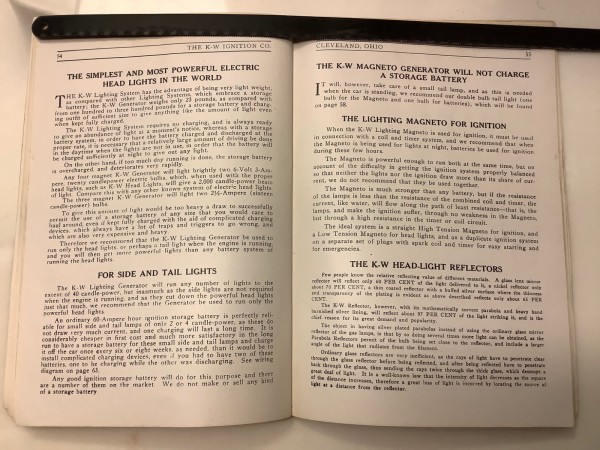 54
THE K-W IGNITION CO.
THE SIMPLEST AND MOST POWERFUL ELECTRIC
HEAD LIGHTS IN THE WORLD
THE K-W Lighting System has the advantage of being very light weight,
as compared with other Lighting Systems, which embrace a storage
battery; the K-W Generator weighs only 23 pounds, as compared with
from one hundred to three hundred pounds for a storage battery and charg-
ing outfit of sufficient size to give anything like the amount of light even
when kept fully charged.
The K-W Lighting System requires no charging, and is always ready
to give an abundance of light at a moment's notice, whereas with a storage
battery system, in order to have the battery charged and discharged at the
proper rate, it is necessary that a relatively large amount of driving be done
in the daytime when the lights are not in use, in order that the battery will
be charged sufficiently at night to give out any light.
On the other hand, if too much day running is done, the storage battery
is overcharged, and deteriorates very rapidly.
Any four magnet K-W Generator will light brightly two 6-Volt 3-Am-
pere, twenty candlepower electric bulbs, which, when used with the proper
head lights, such as K-W Head Lights, will give a 2,000 candle-power beam
of light. Compare this with any other known system of electric head lights
The three magnet K-W Generator will light two 2½-Ampere (sixteen
candle-power) bulbs.
To give this amount of light would be too heavy a draw to successfully
permit the use of a storage battery of any size that you would care to
haul around, even if kept fully charged with the aid of complicated charging
devices, which always have a lot of traps and triggers to go wrong, and
which are also very expensive and heavy.
Therefore we recommend that the K-W Lighting Generator be used to
run only the head lights or perhaps a tail light when the engine is running,
and you will then get more powerful lights than any battery system of
running the head lights.
FOR SIDE AND TAIL LIGHTS
The K-W Lighting Generator will run any number of lights to the
extent of 40 candle-power, but inasmuch as the side lights are not required
when the engine is running, and as they cut down the powerful head lights
just that much, we recommend that the Generator be used to run only the
powerful head lights
An ordinary 60-Ampere hour ignition storage battery is perfectly reli-
able for small side and tail lamps of only 2 or 4 candle-power, as these do
not draw very much current, and one charging will last a long time. It is
considerably cheaper in first cost and much more satisfactory in the long
run to have a storage battery for these small side and tail lamps and charge
it off the car once every six or eight weeks, as needed, than it would be to
install complicated charging devices, even if you had to have two of these
batteries, one to be charging while the other was discharging. See wiring
diagram on page 63.
Any good ignition storage battery will do for this purpose and there
are a number of them on the market. We do not make or sell any kind
of a storage battery
CLEVELAND, OHIO
55
THE K-W MAGNETO GENERATOR WILL NOT CHARGE
A STORAGE BATTERY
IT will, however, take care of a small tail lamp, and as this is needed
when the car is standing, we recommend our double bulb tail light (one
bulb for the Magneto and one bulb for batteries), which will be found
on page 58.
THE LIGHTING MAGNETO FOR IGNITION
When the K-W Lighting Magneto is used for ignition, it must be used
in connection with a coil and timer system, and we recommend that when
the Magneto is being used for lights at night, batteries be used for ignition
during these few hours.
The Magneto is powerful enough to run both at the same time, but on
account of the difficulty in getting the ignition system properly balanced
so that neither the lights nor the ignition draw more than its share of cur-
rent, we do not recommend that they be used together.
The Magneto is much stronger than any battery, but if the resistance
of the lamps is less than the resistance of the combined coil and timer, the
current, like water, will flow along the path of least resistance—that is, the
lamps, and make the ignition suffer, through no weakness in the Magneto,
but through a high resistance in the timer or coil circuit.
The ideal system is a straight High Tension Magneto for ignition, and
a Low Tension Magneto for head lights, and as a duplicate ignition system
on a separate set of plugs with spark coil and timer for easy starting and
for emergencies.
THE K-W HEAD-LIGHT REFLECTORS
Few people know the relative reflecting value of different materials. A glass lens mirror
reflector will reflect only 60 PER CENT of the light delivered to it, a nickel reflector only
about 70 PER CENT, a then coated reflector with a buffed silver surface where the thinness
and transparency of the plating is evident as above described reflects only about 65 PER
CENT.
The K-W Reflector, however, with its mathematically correct parabola and heavy hand
burnished silver lining, will reflect about 97 PER CENT of the light striking it, and is the
chief reason for its great demand and popularity.
The object in having silver plated parabolas instead of using the ordinary glass mirror
reflector of the gas lamps, is that by so doing several times more light can be obtained, as the
Parabola Reflectors permit of the bulb being set close to the reflector, and include a larger
angle of the light that radiates from the filament.
Ordinary glass reflectors are very inefficient, as the rays of light have to penetrate clear
through the glass reflector before being reflected, and after being reflected have to penetrate
back through the glass, thus sending the rays twice through the thick glass, which decreases a
great deal of light. It is a well-known law that the intensity of light decreases as the square
of the distance increases, therefore a great loss of light is incurred by locating the source of
light at a distance from the reflector.